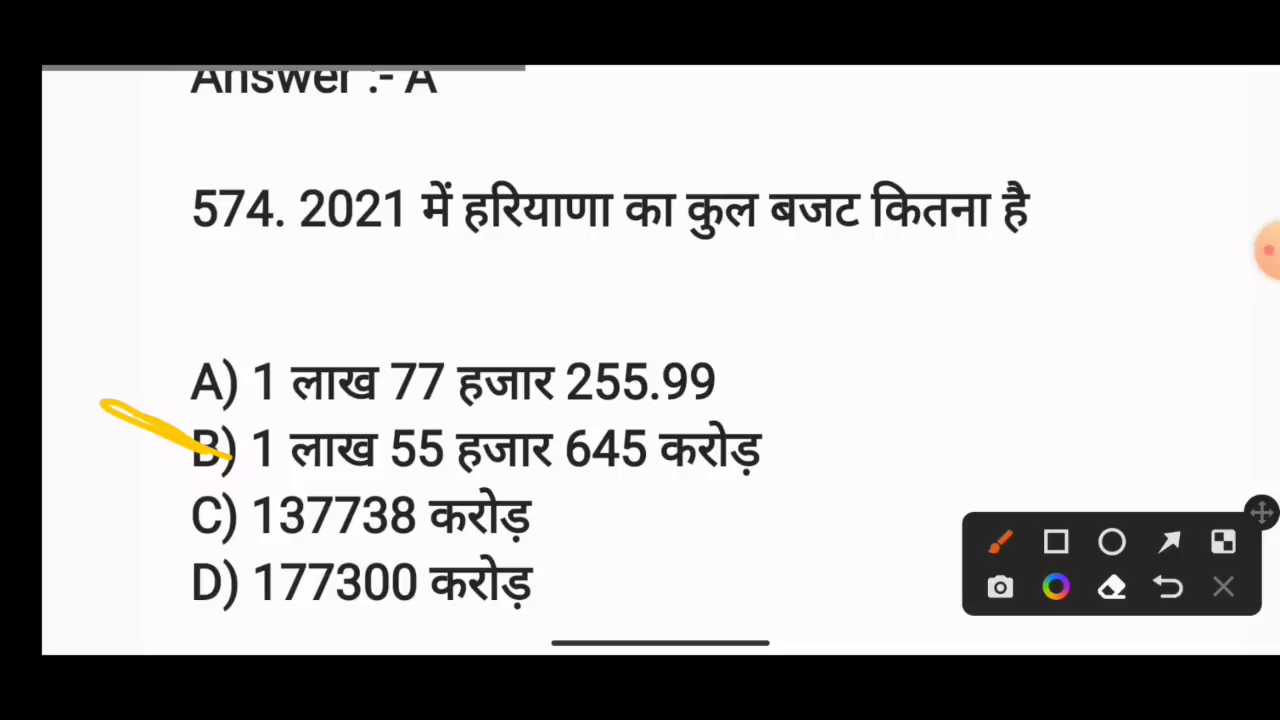 Answer :- A
574. 2021 में हरियाणा का कुल बजट कितना है
A) 1 लाख 77 हजार 255.99
B) 1 लाख 55 हजार 645 करोड़
C) 137738 करोड़
D) 177300 करोड़